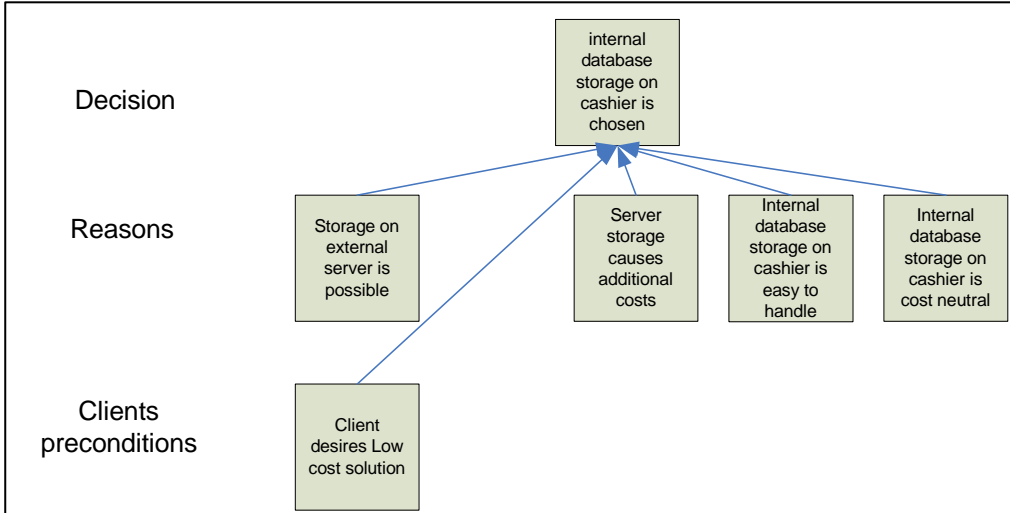 Decision
internal
database
storage on
cashier is
chosen
Reasons
Storage on
external
server is
possible
Server
storage
causes
additional
costs
Internal
database
storage on
cashier is
easy to
handle
Internal
database
storage on
cashier is
cost neutral
Clients
preconditions
Client
desires Low
cost solution